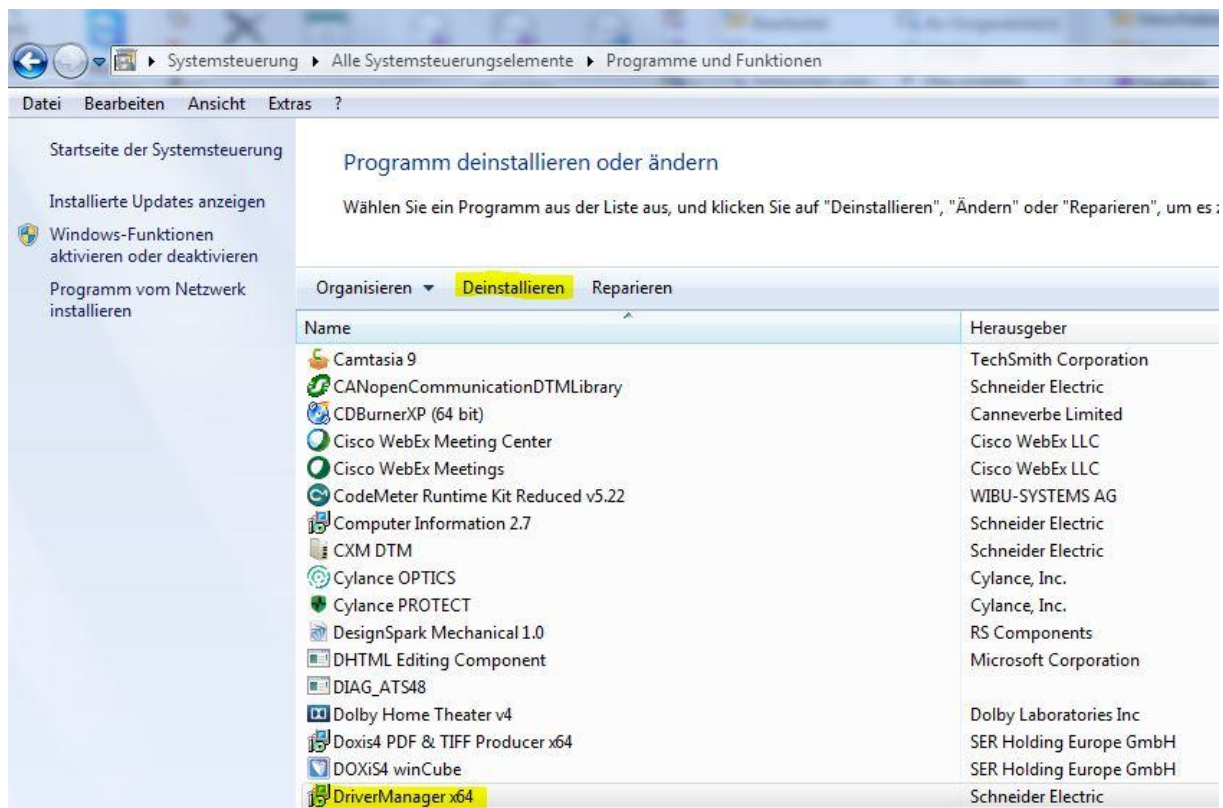 Systemsteuerung ▸ Alle Systemsteuerungselemente ▸ Programme und Funktionen
Datei Bearbeiten Ansicht Extras ?
Startseite der Systemsteuerung
Installierte Updates anzeigen
Windows-Funktionen
aktivieren oder deaktivieren
Programm vom Netzwerk
installieren
Programm deinstallieren oder ändern
Wählen Sie ein Programm aus der Liste aus, und klicken Sie auf "Deinstallieren", "Ändern" oder "Reparieren", um es
Organisieren Deinstallieren Reparieren
Name Herausgeber
Camtasia 9 TechSmith Corporation
CANopenCommunicationDTMLibrary Schneider Electric
CDBurnerXP (64 bit) Canneverbe Limited
Cisco WebEx Meeting Center Cisco WebEx LLC
Cisco WebEx Meetings Cisco WebEx LLC
CodeMeter Runtime Kit Reduced v5.22 WIBU-SYSTEMS AG
Computer Information 2.7 Schneider Electric
CXM DTM Schneider Electric
Cylance OPTICS Cylance, Inc.
Cylance PROTECT Cylance, Inc.
DesignSpark Mechanical 1.0 RS Components
DHTML Editing Component Microsoft Corporation
DIAG_ATS48
Dolby Home Theater v4 Dolby Laboratories Inc
Doxis4 PDF & TIFF Producer x64 SER Holding Europe GmbH
DOXiS4 winCube SER Holding Europe GmbH
DriverManager x64 Schneider Electric